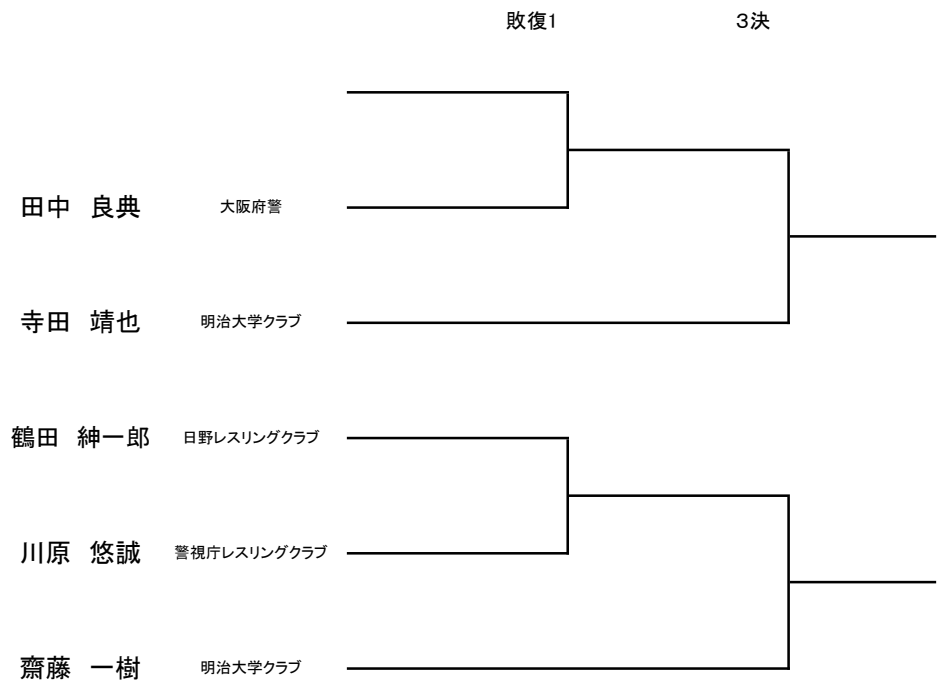 敗復1 3決
田中 良典 大阪府警
寺田 靖也 明治大学クラブ
鶴田 紳一郎 日野レスリングクラブ
川原 悠誠 警視庁レスリングクラブ
齋藤 一樹 明治大学クラブ